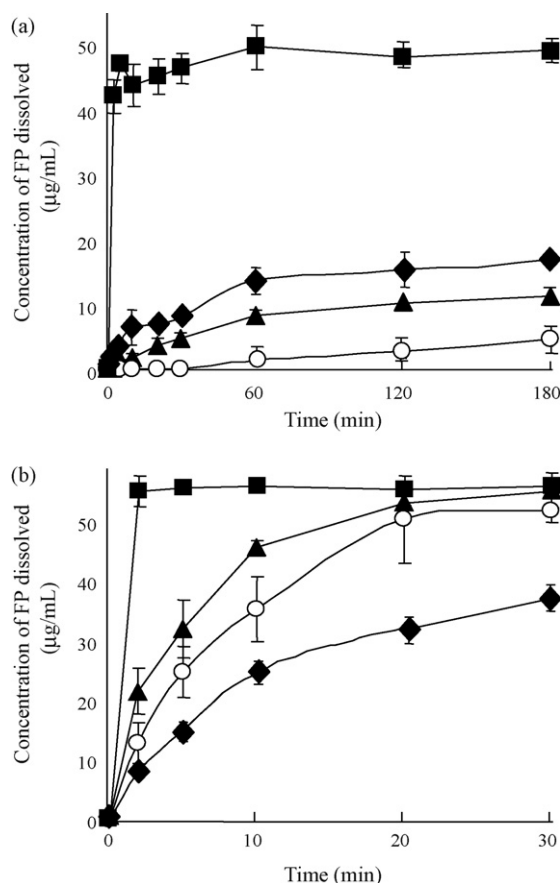 (a)
50
40
30
20
10
0
Concentration of FP dissolved
(μg/mL)
0 60 120 180
Time (min)
(b)
50
40
30
20
10
0
Concentration of FP dissolved
(μg/mL)
0 10 20 30
Time (min)